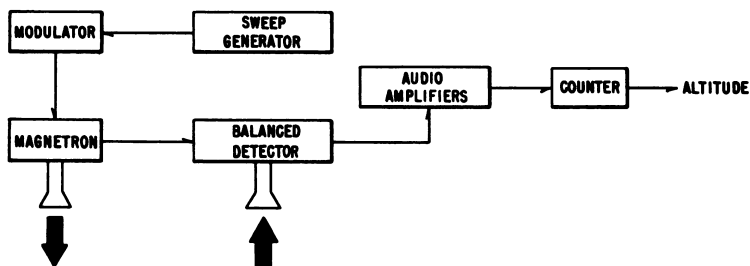 MODULATOR
SWEEP
GENERATOR
AUDIO
AMPLIFIERS
COUNTER
ALTITUDE
MAGNETRON
BALANCED
DETECTOR